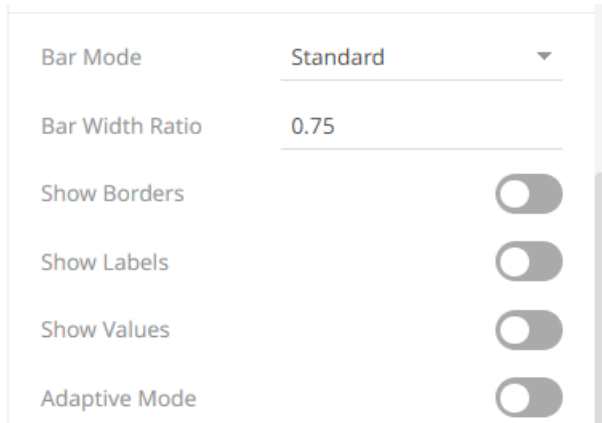 Bar Mode Standard
Bar Width Ratio 0.75
Show Borders
Show Labels
Show Values
Adaptive Mode